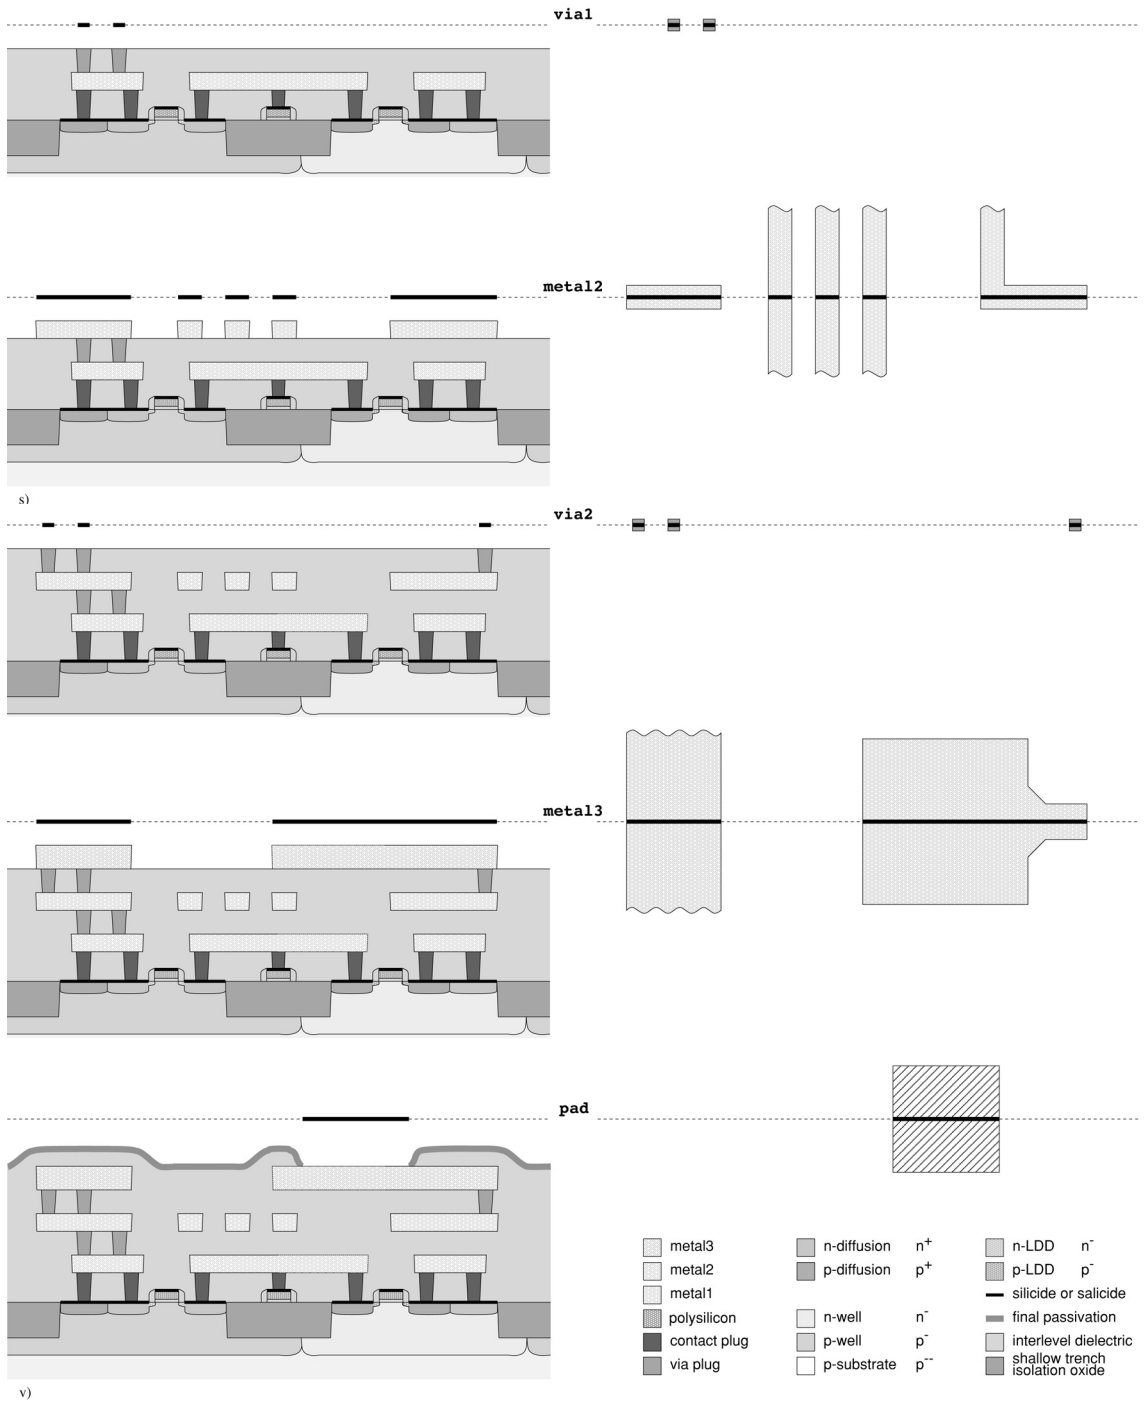 via1
metal2
s)
via2
metal3
pad
metal3
metal2
metal1
polysilicon
contact plug
via plug
n-diffusion n+
p-diffusion p+
n-well n-
p-well p-
p-substrate p--
n-LDD n-
p-LDD p-
silicide or salicide
final passivation
interlevel dielectric
shallow trench
isolation oxide
v)